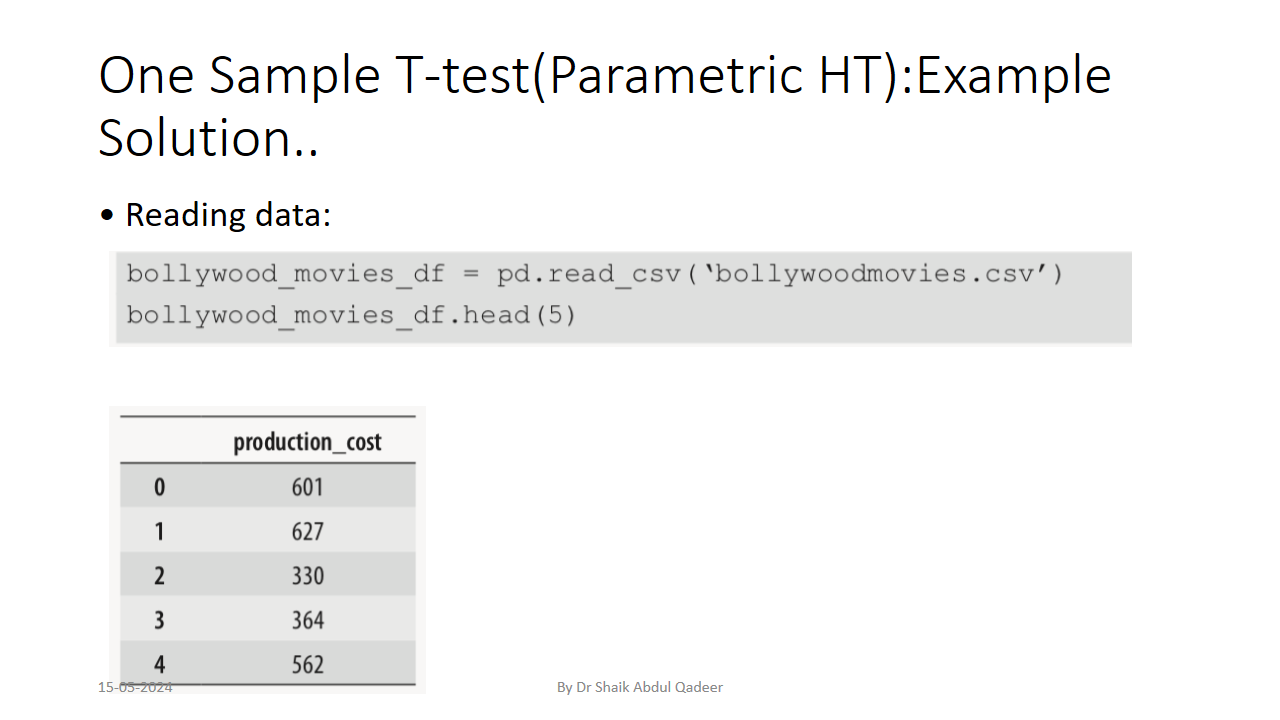 One Sample T-test(Parametric HT):Example
Solution..
• Reading data:
bollywood_movies_df = pd.read_csv(‘bollywoodmovies.csv’)
bollywood_movies_df.head(5)
production_cost
0 601
1 627
2 330
3 364
4 562
15-05-2024 By Dr Shaik Abdul Qadeer